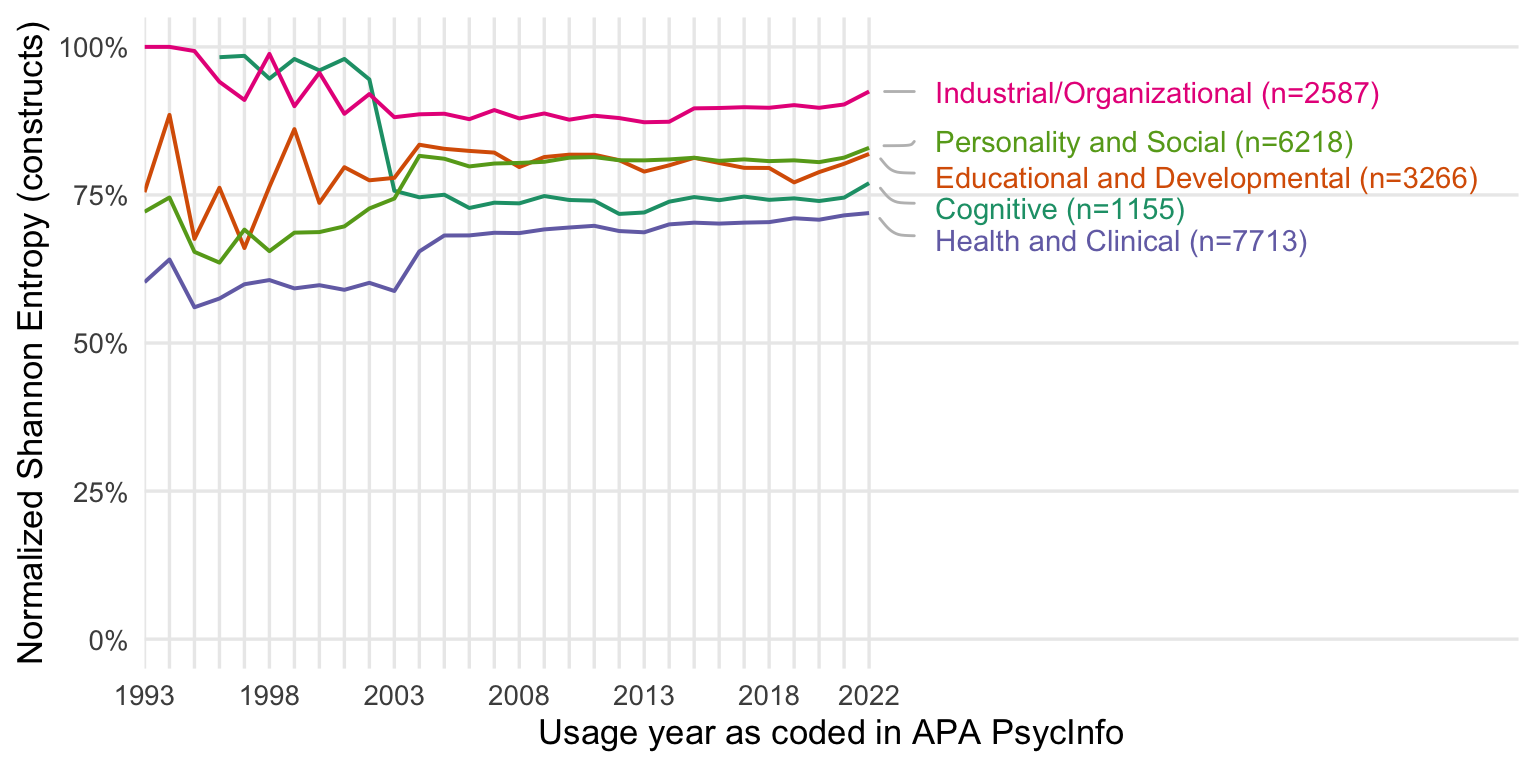 Normalized Shannon Entropy (constructs)
100%
75%
50%
25%
0%
Industrial/Organizational (n=2587)
Personality and Social (n=6218)
Educational and Developmental (n=3266)
Cognitive (n=1155)
Health and Clinical (n=7713)
1993 1998 2003 2008 2013 2018 2022
Usage year as coded in APA PsycInfo